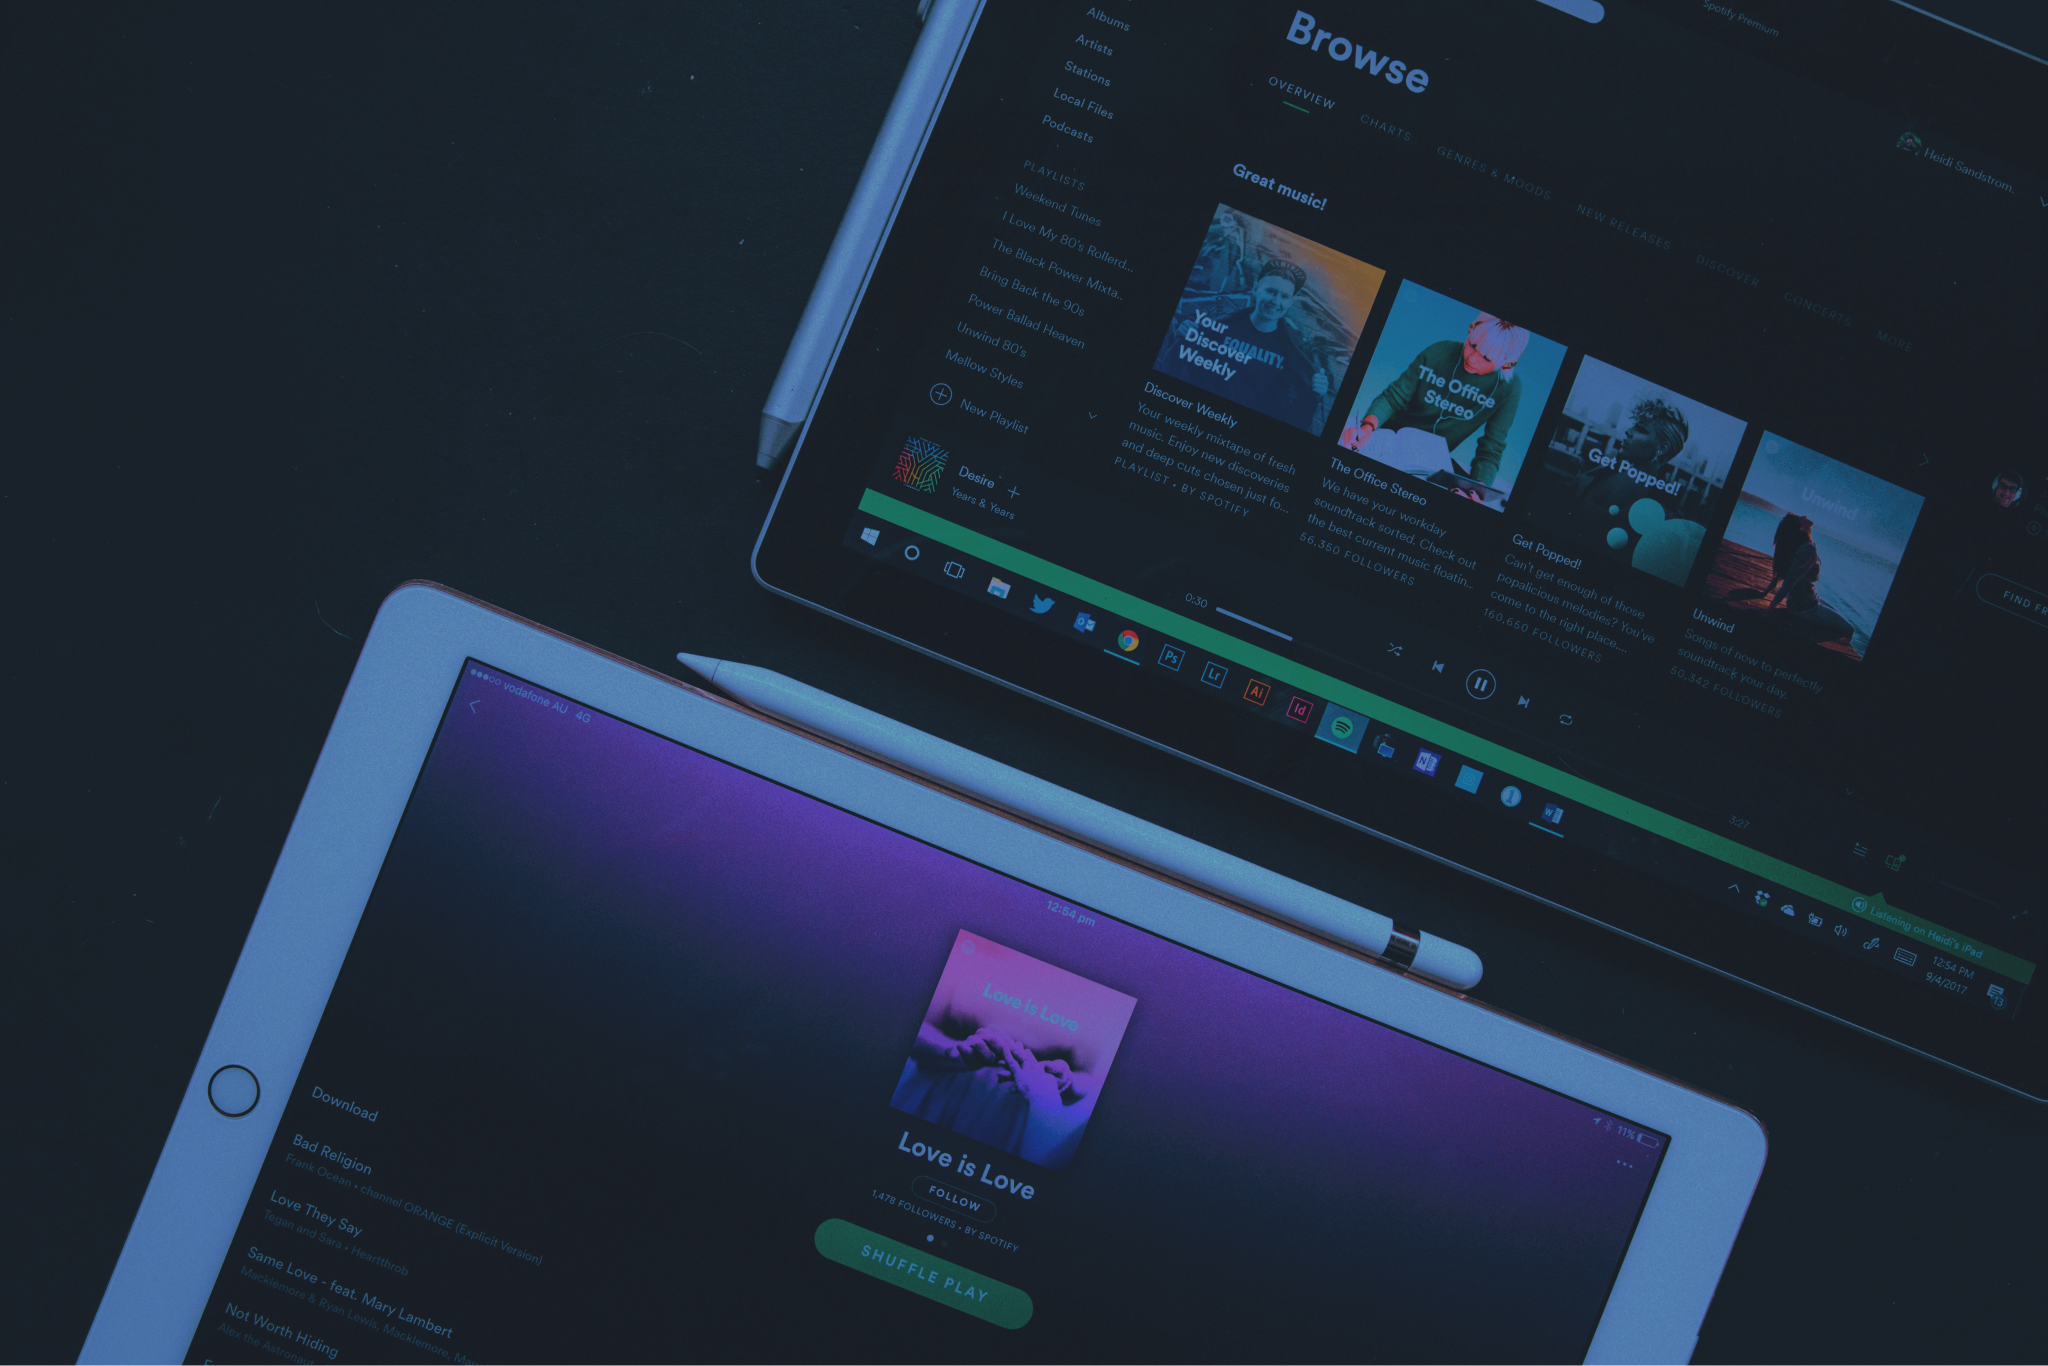 Albums
Artists
Stations
Local Files
Podcasts
PLAYLISTS
Weekend Tunes
I Love My 80's Rollerd...
The Black Power Mixta...
Bring Back the 90s
Power Ballad Heaven
Unwind 80's
Mellow Styles
New Playlist
Desire
Years & Years
Spotify Premium
Heidi Sandstrom.
Browse
OVERVIEW
CHARTS
GENRES & MOODS
NEW RELEASES
DISCOVER
CONCERTS
MORE
Great music!
Your
Discover
Weekly
EQUALITY.
Discover Weekly
Your weekly mixtape of fresh
music. Enjoy new discoveries
and deep cuts chosen just fo...
PLAYLIST • BY SPOTIFY
The Office
Stereo
The Office Stereo
We have your workday
soundtrack sorted. Check out
the best current music floatin...
56,350 FOLLOWERS
Get Popped!
Get Popped!
Can't get enough of those
popalicious melodies? You've
come to the right place....
160,650 FOLLOWERS
Unwind
Unwind
Songs of now to perfectly
soundtrack your day.
50,342 FOLLOWERS
FIND FR
0:30
3:27
Listening on Heidi's iPad
Ps
Lr
Ai
Id
N
W
12:54 PM
9/4/2017
13
vodafone AU 4G
12:54 pm
11%
Love is Love
Love is Love
FOLLOW
1,478 FOLLOWERS • BY SPOTIFY
SHUFFLE PLAY
Download
Bad Religion
Frank Ocean • channel ORANGE (Explicit Version)
Love They Say
Tegan and Sara • Heartthrob
Same Love - feat. Mary Lambert
Macklemore & Ryan Lewis, Macklemore,
Not Worth Hiding
Alex the Astronaut